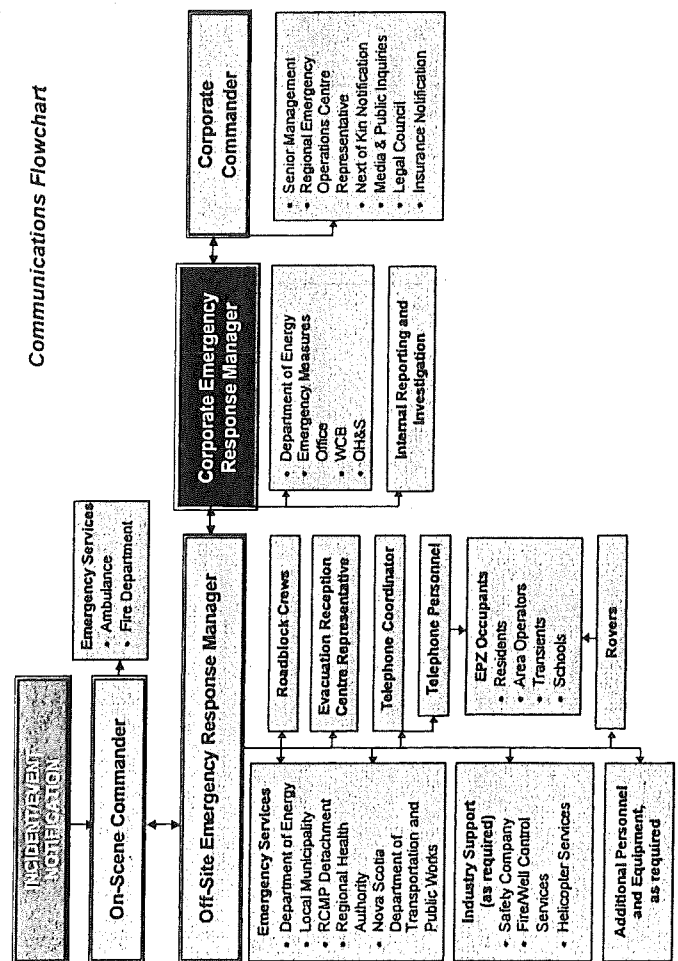 Communications Flowchart
INCIDENT/EVENT
NOTIFICATION
On-Scene Commander
Emergency Services
• Ambulance
• Fire Department
Off-Site Emergency Response Manager
Corporate Emergency
Response Manager
Corporate
Commander
Emergency Services
• Department of Energy
• Local Municipality
• RCMP Detachment
• Regional Health
Authority
• Nova Scotia
Department of
Transportation and
Public Works
Industry Support
(as required)
• Safety Company
• Fire/Well Control
Services
• Helicopter Services
Additional Personnel
and Equipment,
as required
Roadblock Crews
Evacuation Reception
Centre Representative
Telephone Coordinator
Telephone Personnel
EPZ Occupants
• Residents
• Area Operators
• Transients
• Schools
Rovers
• Department of Energy
• Emergency Measures
Office
• WCB
• OH&S
Internal Reporting and
Investigation
• Senior Management
• Regional Emergency
Operations Centre
Representative
• Next of Kin Notification
• Media & Public Inquiries
• Legal Council
• Insurance Notification